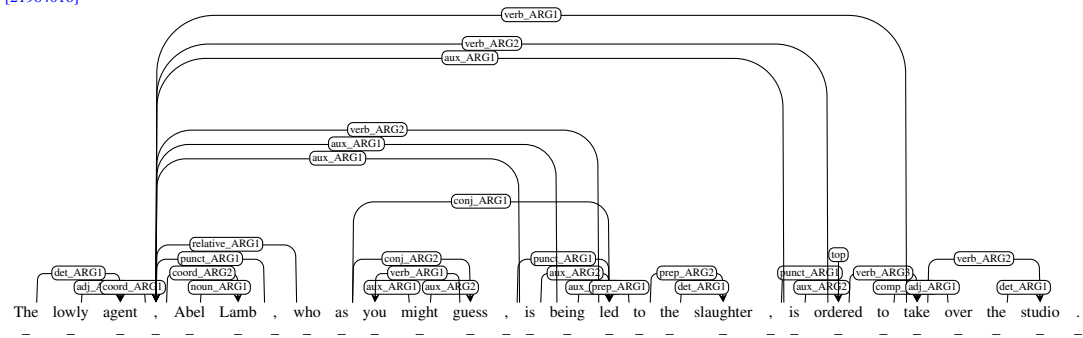 verb_ARG1
verb_ARG2
aux_ARG1
verb_ARG2
aux_ARG1
aux_ARG1
conj_ARG1
relative_ARG1
punct_ARG1 conj_ARG2 punct_ARG1 top
det_ARG1 coord_ARG2 verb_ARG1 aux_ARG2 prep_ARG2 punct_ARG1 verb_ARG3 verb_ARG2
coord_ARG1 noun_ARG1 aux_ARG1 aux_ARG2 prep_ARG1 det_ARG1 aux_ARG2 adj_ARG1 det_ARG1
The lowly agent , Abel Lamb , who as you might guess , is being led to the slaughter , is ordered to take over the studio .
_ _ _ _ _ _ _ _ _ _ _ _ _ _ _ _ _ _ _ _ _ _ _ _ _ _ _ _